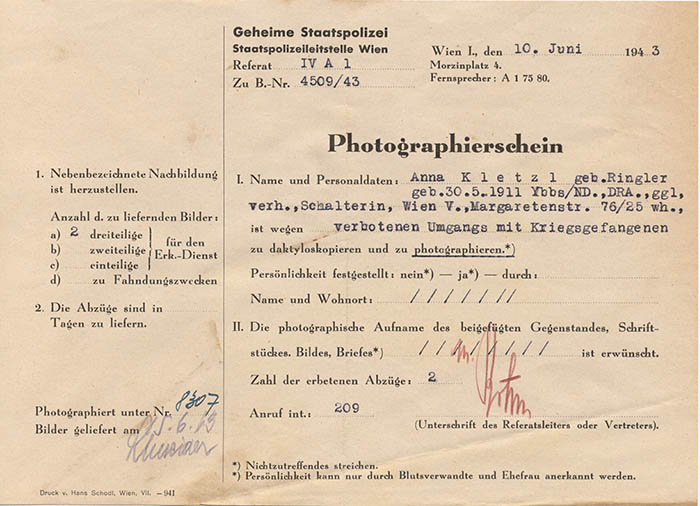 Geheime Staatspolizei
Staatspolizeileitstelle Wien
Referat IV A 1
Zu B.-Nr. 4509/43
Wien I., den 10. Juni 1943
Morzinplatz 4.
Fernsprecher: A 1 75 80.
Photographierschein
1. Nebenbezeichnete Nachbildung
ist herzustellen.
Anzahl d. zu liefernden Bilder:
a) 2 dreiteilige
b) zweiteilige
c) einteilige
für den
Erk.-Dienst
d) zu Fahndungszwecken
2. Die Abzüge sind in
Tagen zu liefern.
Photographiert unter Nr. 8307
Bilder geliefert am 15.6.43
I. Name und Personaldaten: Anna Kletzl geb.Ringler
geb.30.5.1911 Ybbs/ND.,DRA.,ggl,
verh.,Schalterin, Wien V.,Margaretenstr. 76/25 wh.,
ist wegen verbotenen Umgangs mit Kriegsgefangenen
zu daktyloskopieren und zu photographieren.*)
Persönlichkeit festgestellt: nein*) — ja*) — durch:
Name und Wohnort: / / / / / / /
II. Die photographische Aufname des beigefügten Gegenstandes, Schrift-
stückes. Bildes, Briefes*) / / / / / / / / ist erwünscht.
Zahl der erbetenen Abzüge: 2
Anruf int.: 209
(Unterschrift des Referatsleiters oder Vertreters).
*) Nichtzutreffendes streichen.
*) Persönlichkeit kann nur durch Blutsverwandte und Ehefrau anerkannt werden.
Druck v. Hans Schodl, Wien, VII. —941